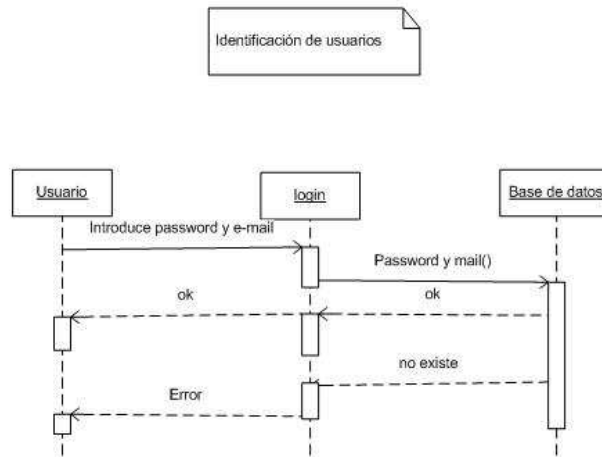 Identificación de usuarios
Usuario
login
Base de datos
Introduce password y e-mail
Password y mail()
ok
ok
no existe
Error